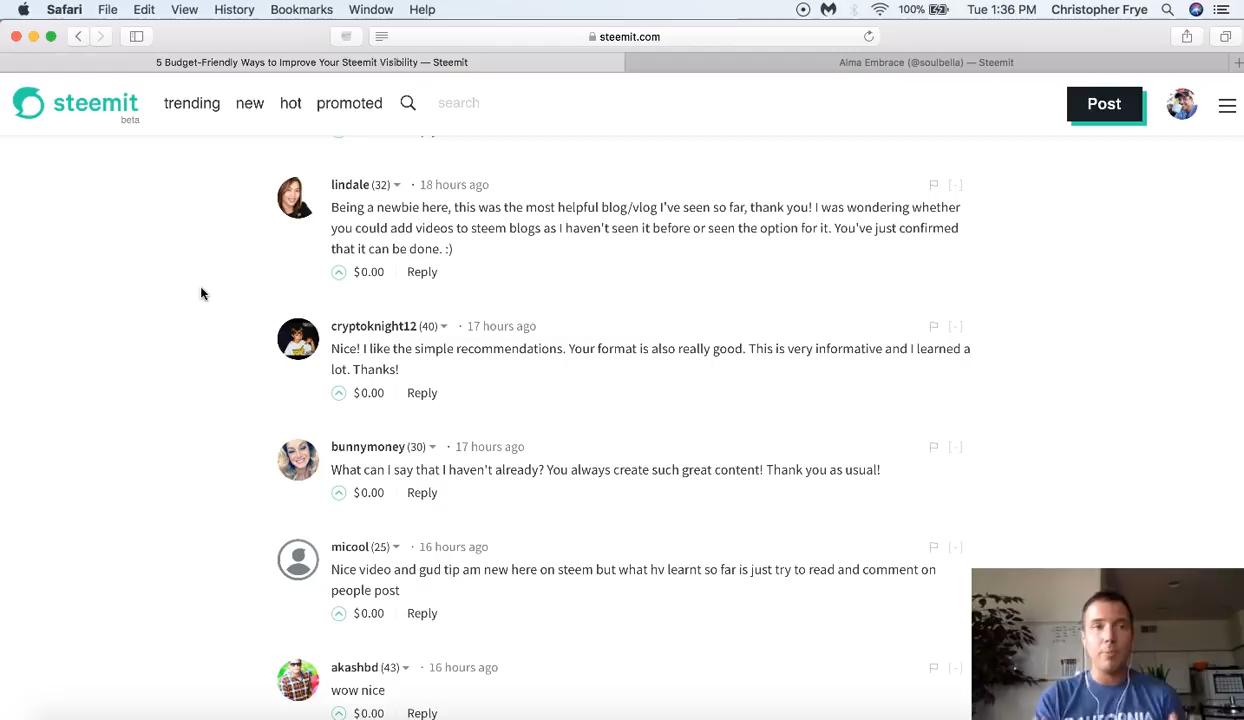 Safari File Edit View History Bookmarks Window Help 100% Tue 1:36 PM Christopher Frye
steemit.com
5 Budget-Friendly Ways to Improve Your Steemit Visibility — Steemit
Aima Embrace (@soulbella) — Steemit
steemit beta trending new hot promoted search Post
lindale (32) · 18 hours ago [-]
Being a newbie here, this was the most helpful blog/vlog I've seen so far, thank you! I was wondering whether
you could add videos to steem blogs as I haven't seen it before or seen the option for it. You've just confirmed
that it can be done. :)
$0.00 Reply
cryptoknight12 (40) · 17 hours ago [-]
Nice! I like the simple recommendations. Your format is also really good. This is very informative and I learned a
lot. Thanks!
$0.00 Reply
bunnymoney (30) · 17 hours ago [-]
What can I say that I haven't already? You always create such great content! Thank you as usual!
$0.00 Reply
micool (25) · 16 hours ago [-]
Nice video and gud tip am new here on steem but what hv learnt so far is just try to read and comment on
people post
$0.00 Reply
akashbd (43) · 16 hours ago [-]
wow nice
$0.00 Reply
CALIFORNIA